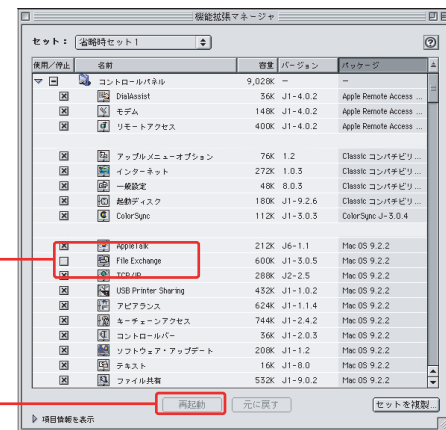 機能拡張マネージャ
セット： 省略時セット1
使用／停止 名前 容量 バージョン パッケージ
コントロールパネル 9,028K – –
DialAssist 36K J1-4.0.2 Apple Remote Access ...
モデム 148K J1-4.0.2 Apple Remote Access ...
リモートアクセス 400K J1-4.0.2 Apple Remote Access ...
アップルメニューオプション 76K 1.2 Classic コンパチビリ...
インターネット 272K 1.0.3 Classic コンパチビリ...
一般設定 48K 8.0.3 Classic コンパチビリ...
起動ディスク 180K J1-9.2.6 Classic コンパチビリ...
ColorSync 112K J1-3.0.3 ColorSync J-3.0.4
AppleTalk 212K J6-1.1 Mac OS 9.2.2
File Exchange 600K J1-3.0.5 Mac OS 9.2.2
TCP/IP 288K J2-2.5 Mac OS 9.2.2
USB Printer Sharing 432K J1-1.0.2 Mac OS 9.2.2
アピアランス 624K J1-1.1.4 Mac OS 9.2.2
キーチェーンアクセス 744K J1-2.4.2 Mac OS 9.2.2
コントロールバー 36K J1-2.0.3 Mac OS 9.2.2
ソフトウェア・アップデート 208K J1-1.2 Mac OS 9.2.2
テキスト 16K J1-8.0 Mac OS 9.2.2
ファイル共有 532K J1-9.0.2 Mac OS 9.2.2
再起動 元に戻す セットを複製...
項目情報を表示